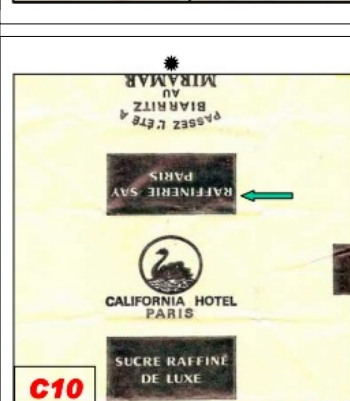 PASSEZ L'ÉTÉ À
BIARRITZ
AU
MIRAMAR
RAFFINERIE SAY
PARIS
CALIFORNIA HOTEL
PARIS
SUCRE RAFFINÉ
DE LUXE
C10